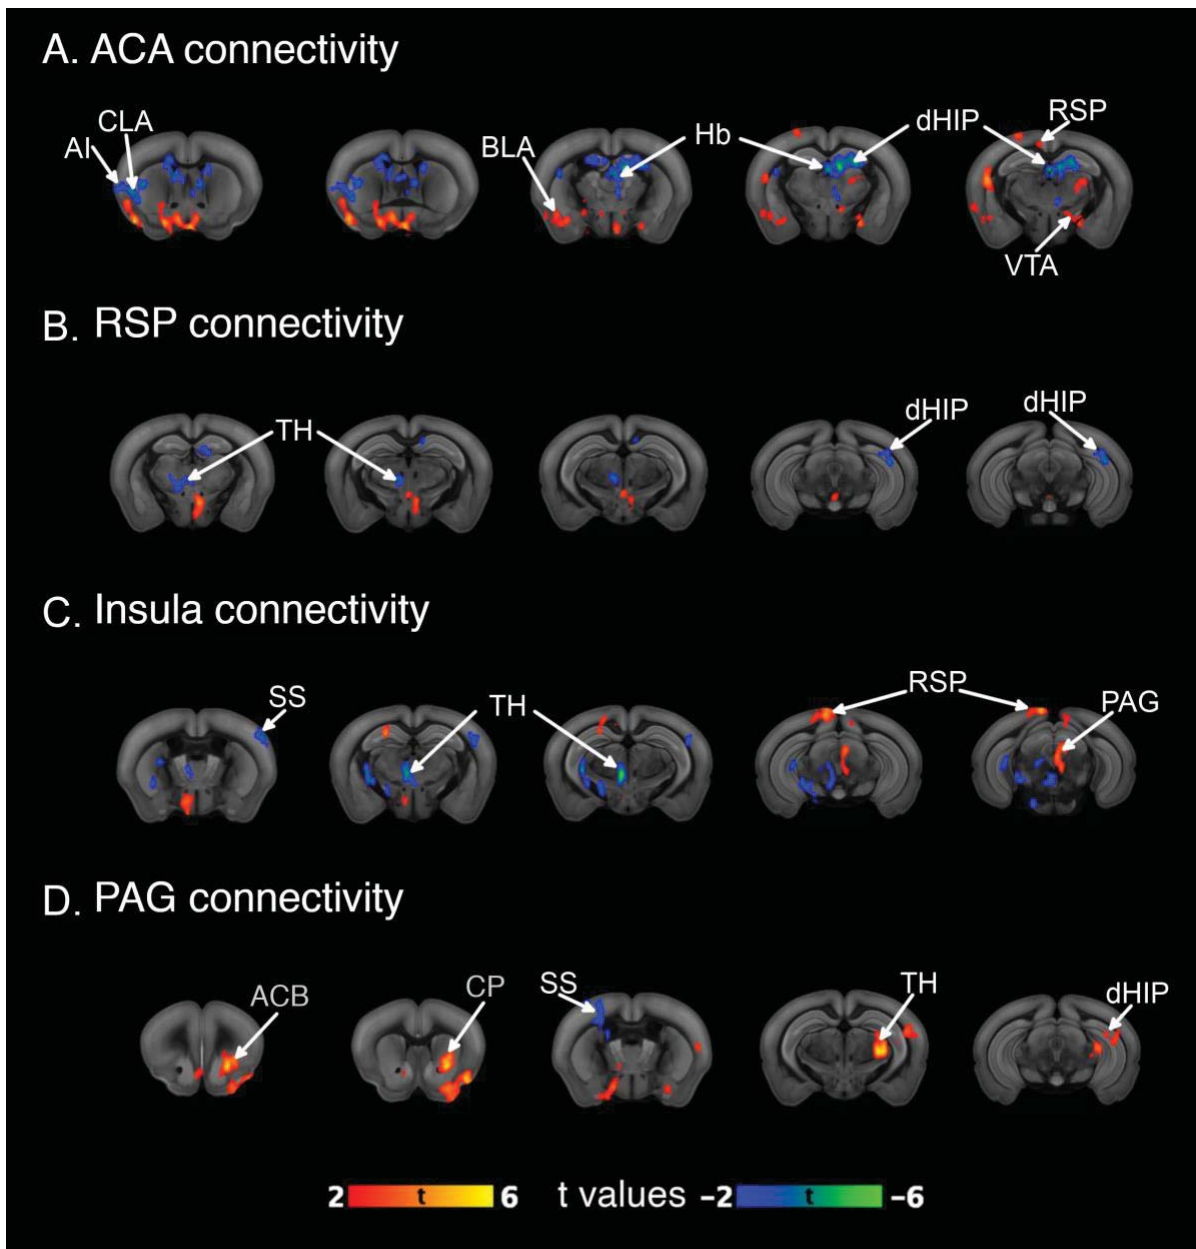 A. ACA connectivity
CLA
AI
BLA
Hb
dHIP
RSP
VTA
B. RSP connectivity
TH
dHIP
dHIP
C. Insula connectivity
SS
TH
RSP
PAG
D. PAG connectivity
ACB
CP
SS
TH
dHIP
2 t 6 t values −2 t −6